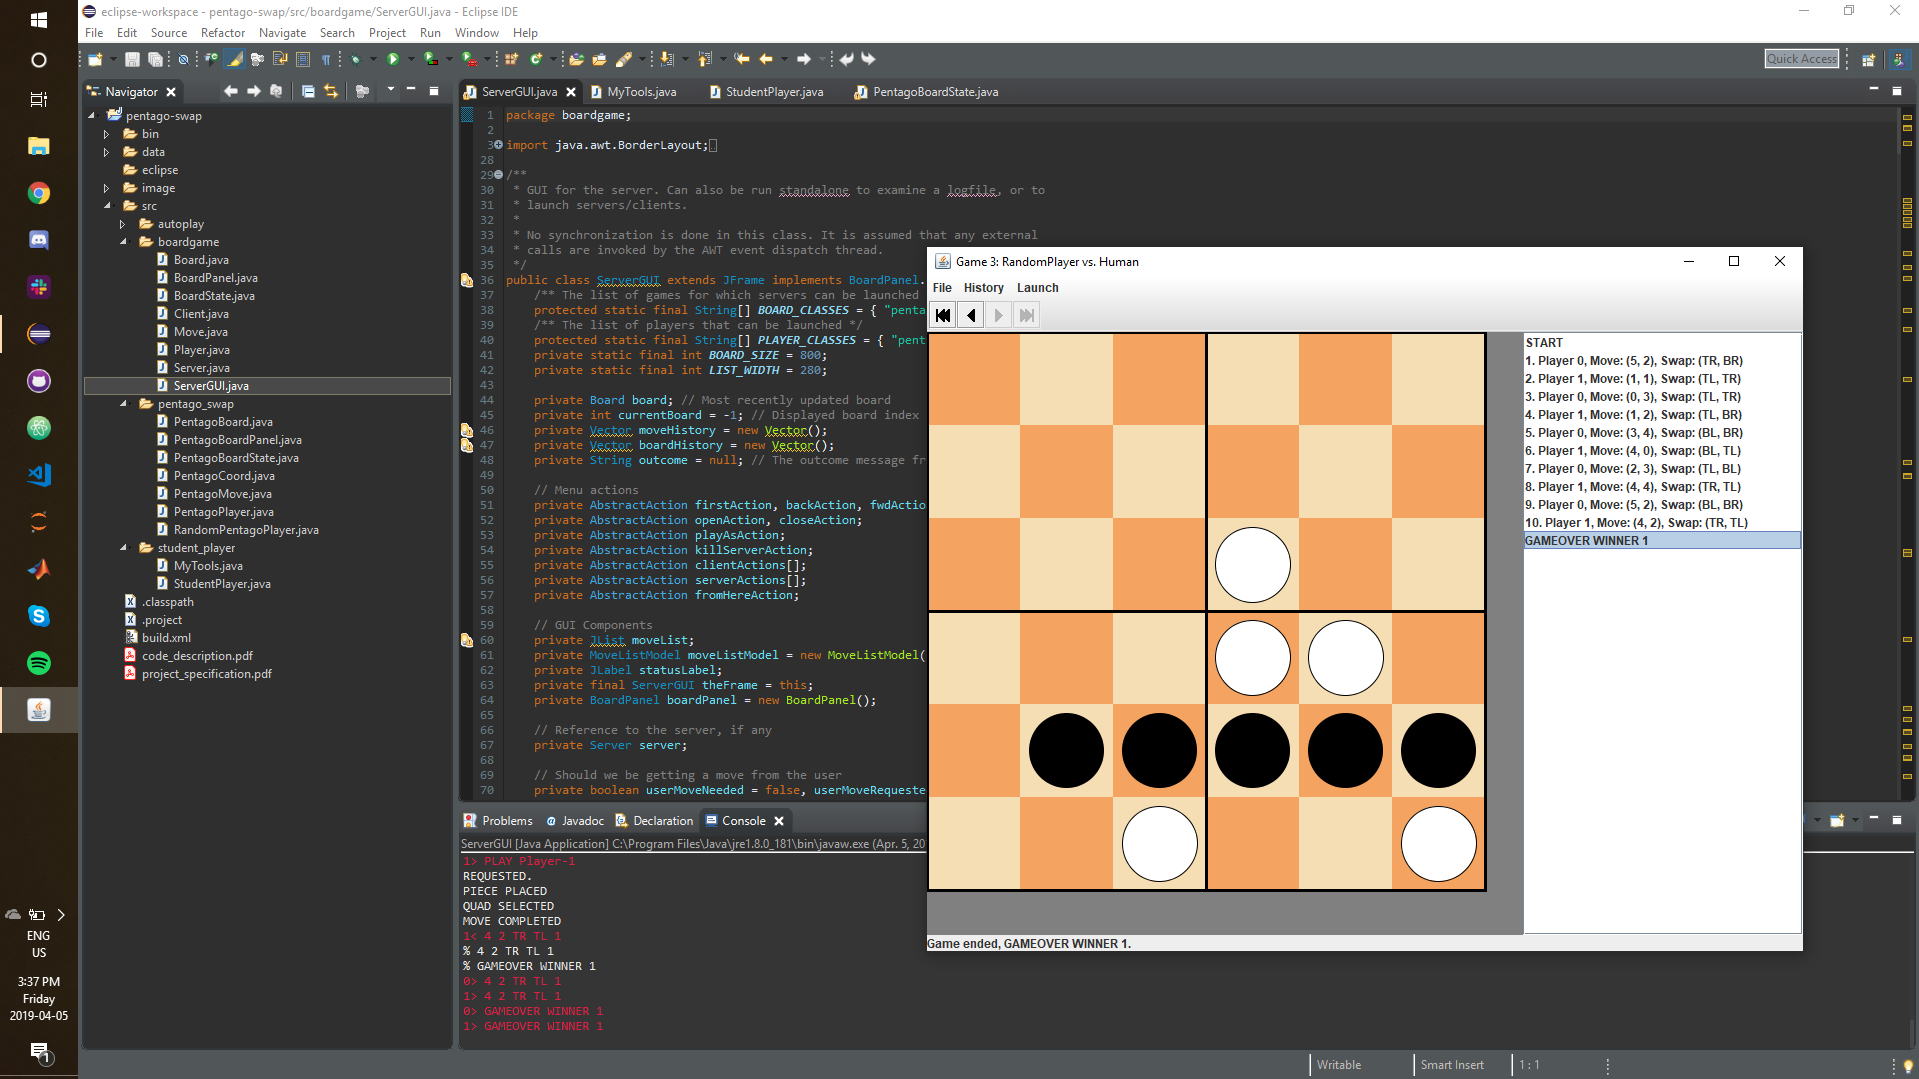 eclipse-workspace - pentago-swap/src/boardgame/ServerGUI.java - Eclipse IDE
File Edit Source Refactor Navigate Search Project Run Window Help
Quick Access
Navigator
pentago-swap
bin
data
eclipse
image
src
autoplay
boardgame
Board.java
BoardPanel.java
BoardState.java
Client.java
Move.java
Player.java
Server.java
ServerGUI.java
pentago_swap
PentagoBoard.java
PentagoBoardPanel.java
PentagoBoardState.java
PentagoCoord.java
PentagoMove.java
PentagoPlayer.java
RandomPentagoPlayer.java
student_player
MyTools.java
StudentPlayer.java
.classpath
.project
build.xml
code_description.pdf
project_specification.pdf
ServerGUI.java MyTools.java StudentPlayer.java PentagoBoardState.java
1 package boardgame;
2
3 import java.awt.BorderLayout;
28
29 /**
30 * GUI for the server. Can also be run standalone to examine a logfile, or to
31 * launch servers/clients.
32 *
33 * No synchronization is done in this class. It is assumed that any external
34 * calls are invoked by the AWT event dispatch thread.
35 */
36 public class ServerGUI extends JFrame implements BoardPanel.
37 /** The list of games for which servers can be launched
38 protected static final String[] BOARD_CLASSES = { "penta
39 /** The list of players that can be launched */
40 protected static final String[] PLAYER_CLASSES = { "pent
41 private static final int BOARD_SIZE = 800;
42 private static final int LIST_WIDTH = 280;
43
44 private Board board; // Most recently updated board
45 private int currentBoard = -1; // Displayed board index
46 private Vector moveHistory = new Vector();
47 private Vector boardHistory = new Vector();
48 private String outcome = null; // The outcome message fr
49
50 // Menu actions
51 private AbstractAction firstAction, backAction, fwdActio
52 private AbstractAction openAction, closeAction;
53 private AbstractAction playAsAction;
54 private AbstractAction killServerAction;
55 private AbstractAction clientActions[];
56 private AbstractAction serverActions[];
57 private AbstractAction fromHereAction;
58
59 // GUI Components
60 private JList moveList;
61 private MoveListModel moveListModel = new MoveListModel(
62 private JLabel statusLabel;
63 private final ServerGUI theFrame = this;
64 private BoardPanel boardPanel = new BoardPanel();
65
66 // Reference to the server, if any
67 private Server server;
68
69 // Should we be getting a move from the user
70 private boolean userMoveNeeded = false, userMoveRequeste
Game 3: RandomPlayer vs. Human
File History Launch
START
1. Player 0, Move: (5, 2), Swap: (TR, BR)
2. Player 1, Move: (1, 1), Swap: (TL, TR)
3. Player 0, Move: (0, 3), Swap: (TL, TR)
4. Player 1, Move: (1, 2), Swap: (TL, BR)
5. Player 0, Move: (3, 4), Swap: (BL, BR)
6. Player 1, Move: (4, 0), Swap: (BL, TL)
7. Player 0, Move: (2, 3), Swap: (TL, BL)
8. Player 1, Move: (4, 4), Swap: (TR, TL)
9. Player 0, Move: (5, 2), Swap: (BL, BR)
10. Player 1, Move: (4, 2), Swap: (TR, TL)
GAMEOVER WINNER 1
Game ended, GAMEOVER WINNER 1.
Problems Javadoc Declaration Console
ServerGUI [Java Application] C:\Program Files\Java\jre1.8.0_181\bin\javaw.exe (Apr. 5, 20
1> PLAY Player-1
REQUESTED.
PIECE PLACED
QUAD SELECTED
MOVE COMPLETED
1< 4 2 TR TL 1
% 4 2 TR TL 1
% GAMEOVER WINNER 1
0> 4 2 TR TL 1
1> 4 2 TR TL 1
0> GAMEOVER WINNER 1
1> GAMEOVER WINNER 1
ENG
US
3:37 PM
Friday
2019-04-05
1
Writable Smart Insert 1 : 1